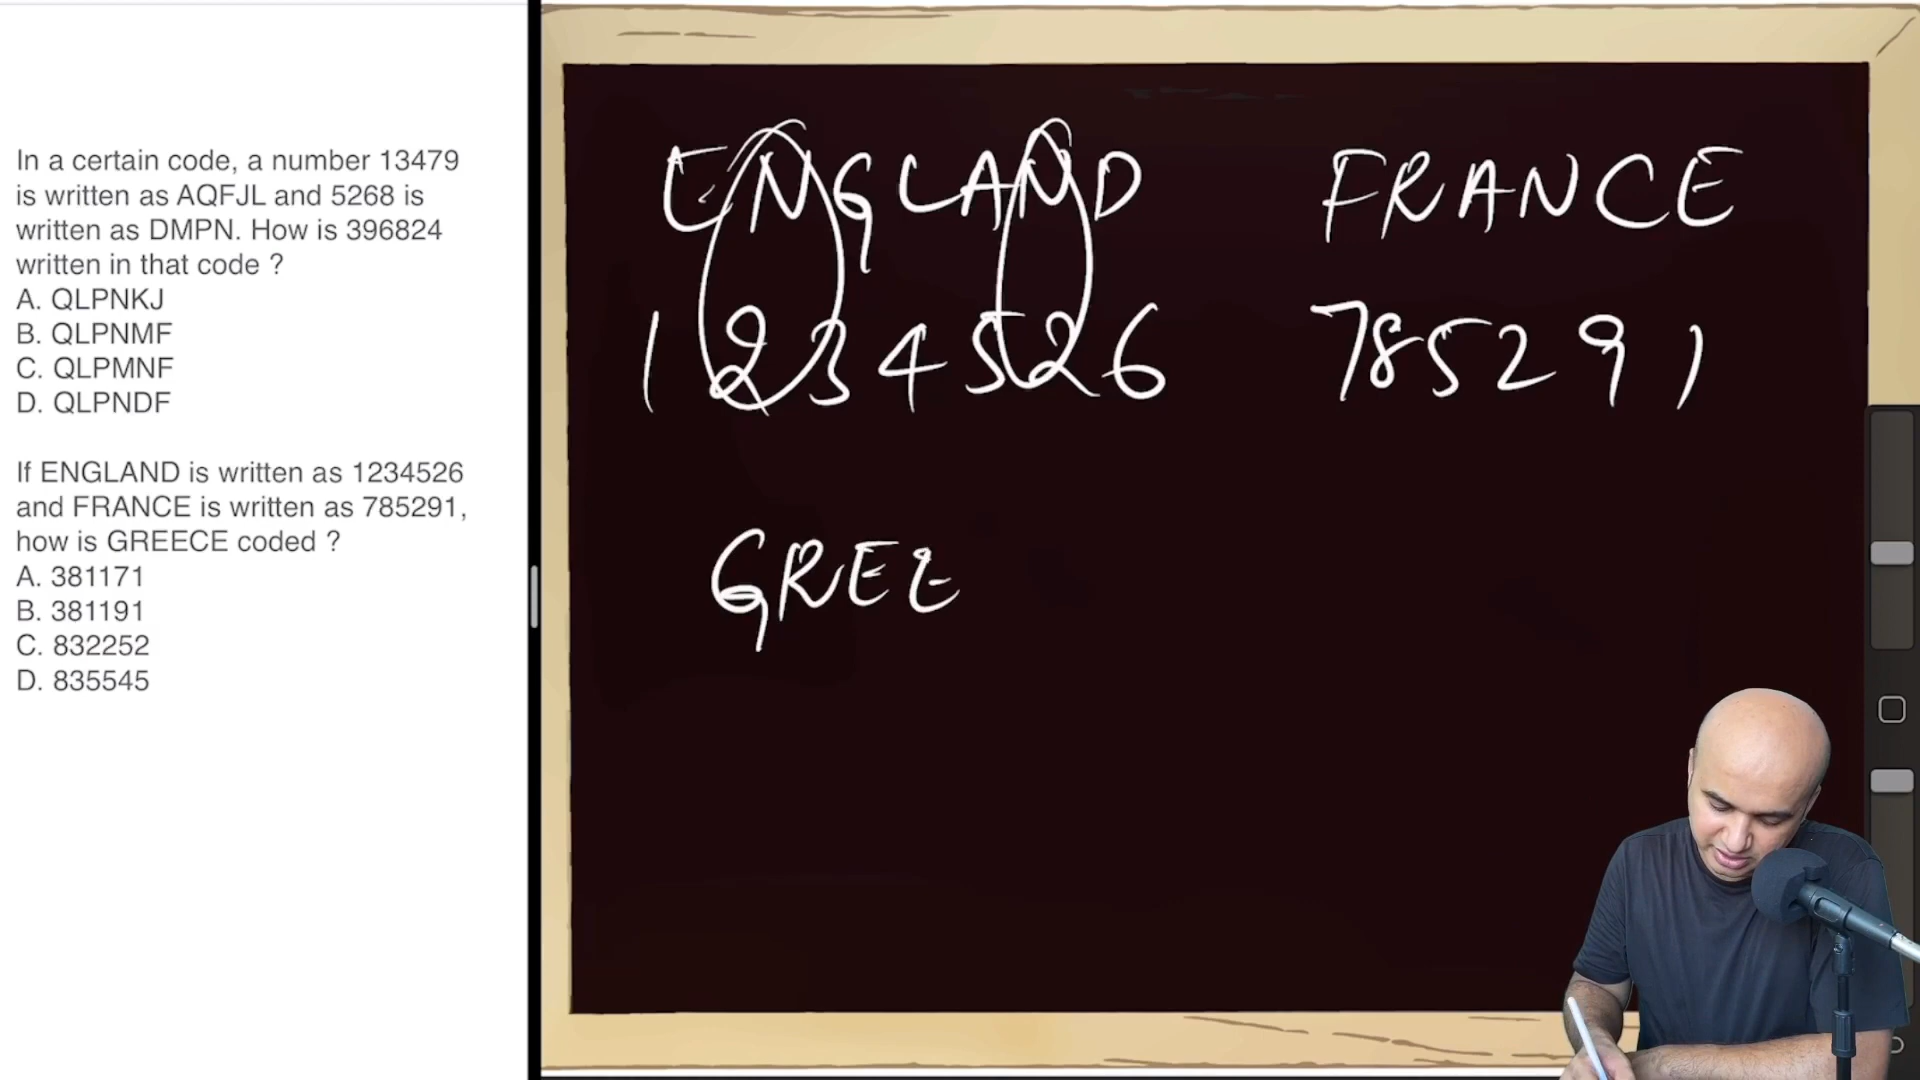 In a certain code, a number 13479
is written as AQFJL and 5268 is
written as DMPN. How is 396824
written in that code ?
A. QLPNKJ
B. QLPNMF
C. QLPMNF
D. QLPNDF
If ENGLAND is written as 1234526
and FRANCE is written as 785291,
how is GREECE coded ?
A. 381171
B. 381191
C. 832252
D. 835545
ENGLAND FRANCE
1234526 785291
GREE